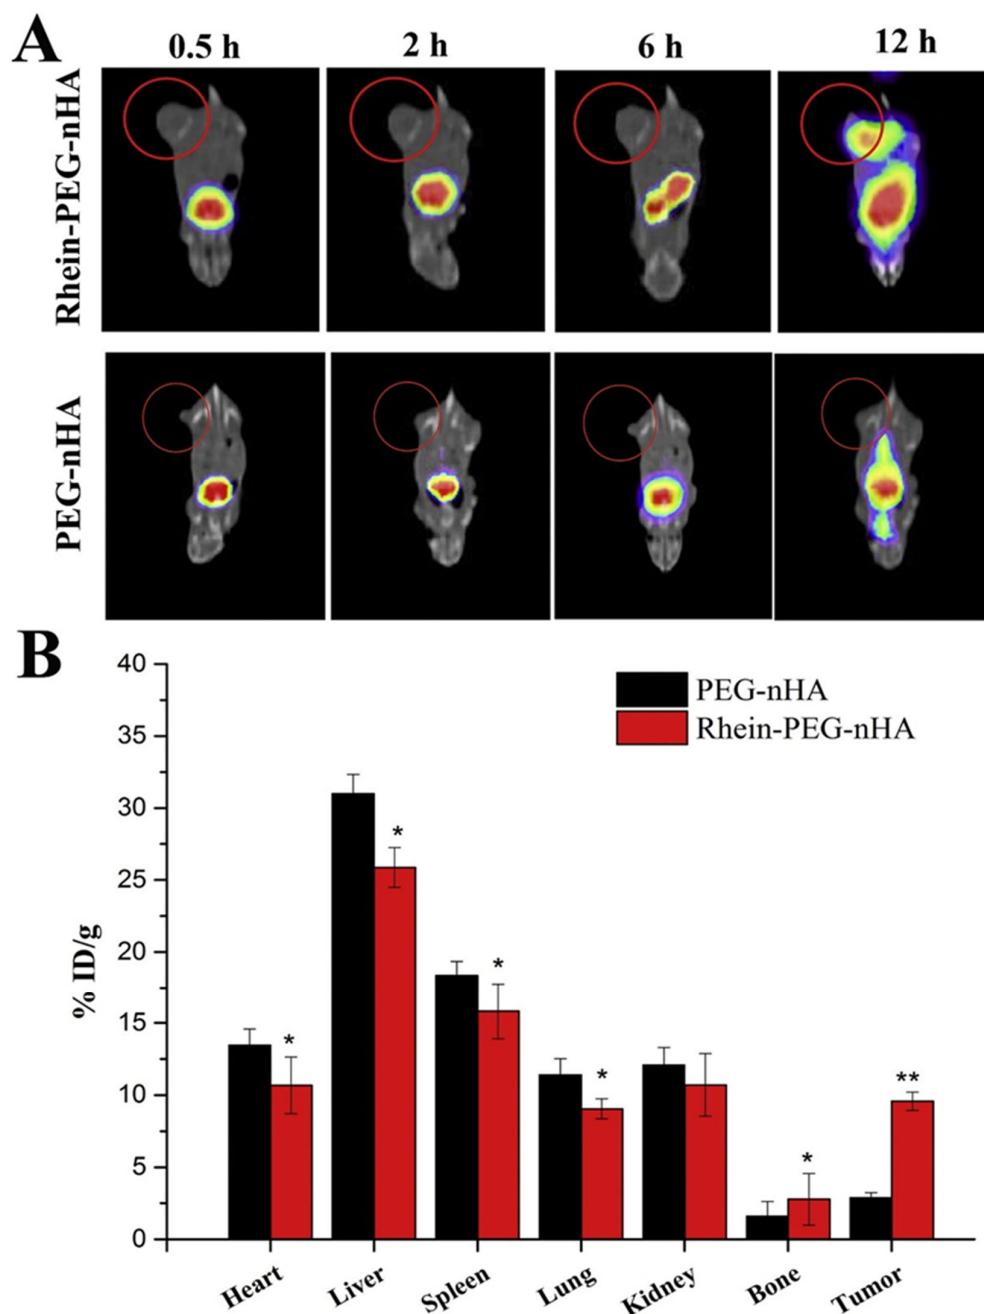 A
0.5 h 2 h 6 h 12 h
Rhein-PEG-nHA
PEG-nHA
B
40
35
30
25
20
15
10
5
0
% ID/g
PEG-nHA
Rhein-PEG-nHA
*
*
*
*
*
**
Heart Liver Spleen Lung Kidney Bone Tumor